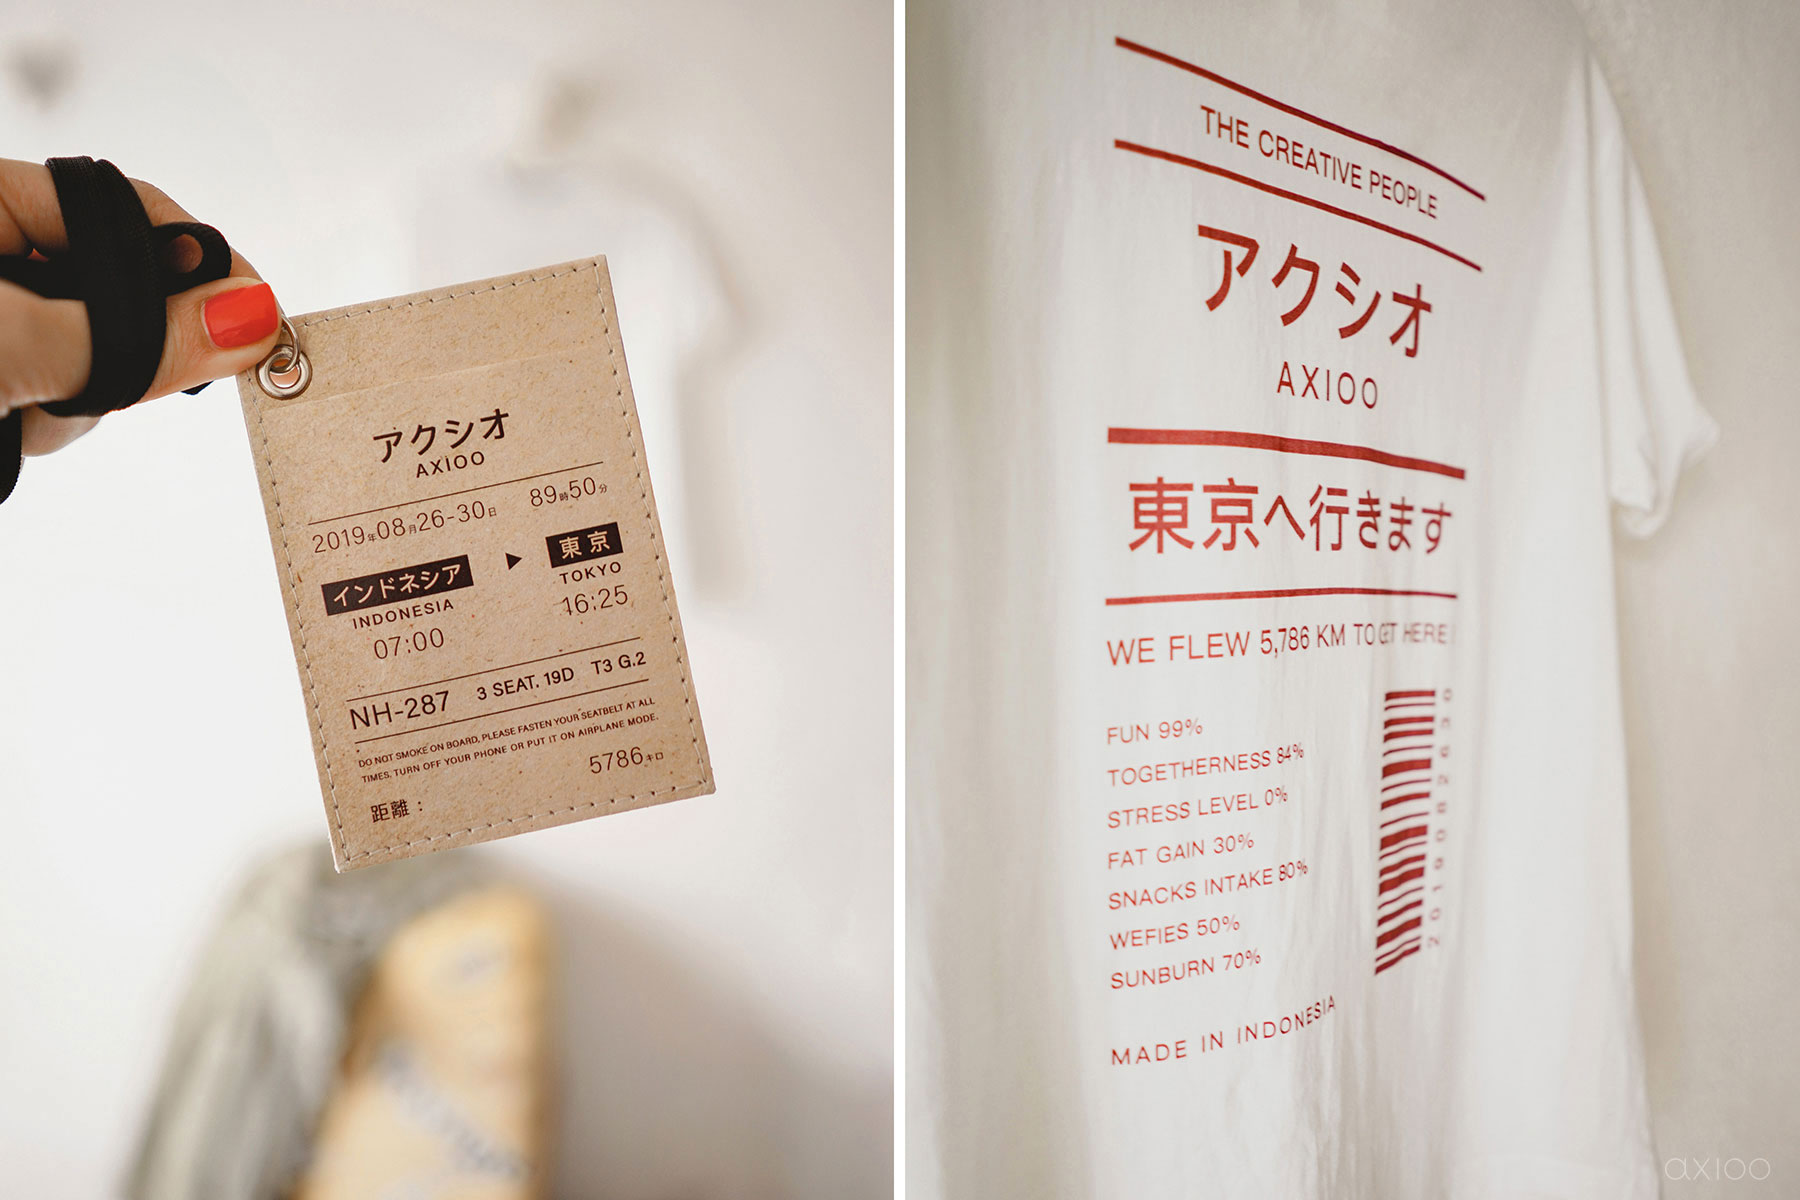 アクシオ
AXIOO
2019年08月26-30日 89時50分
インドネシア ▶ 東京
INDONESIA TOKYO
07:00 16:25
NH-287 3 SEAT. 19D T3 G.2
DO NOT SMOKE ON BOARD, PLEASE FASTEN YOUR SEATBELT AT ALL
TIMES. TURN OFF YOUR PHONE OR PUT IT ON AIRPLANE MODE.
5786キロ
距離：
THE CREATIVE PEOPLE
アクシオ
AXIOO
東京へ行きます
WE FLEW 5,786 KM TO GET HERE !
FUN 99%
TOGETHERNESS 84%
STRESS LEVEL 0%
FAT GAIN 30%
SNACKS INTAKE 80%
WEFIES 50%
SUNBURN 70%
2019082630
MADE IN INDONESIA
axioo